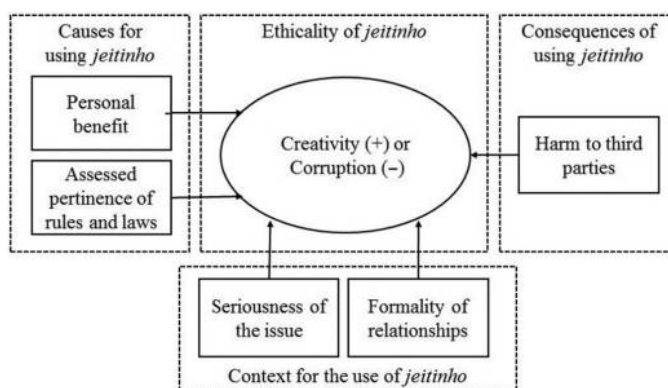 Causes for
using jeitinho
Personal
benefit
Assessed
pertinence of
rules and laws
Ethicality of jeitinho
Creativity (+) or
Corruption (−)
Consequences of
using jeitinho
Harm to third
parties
Seriousness of
the issue
Formality of
relationships
Context for the use of jeitinho